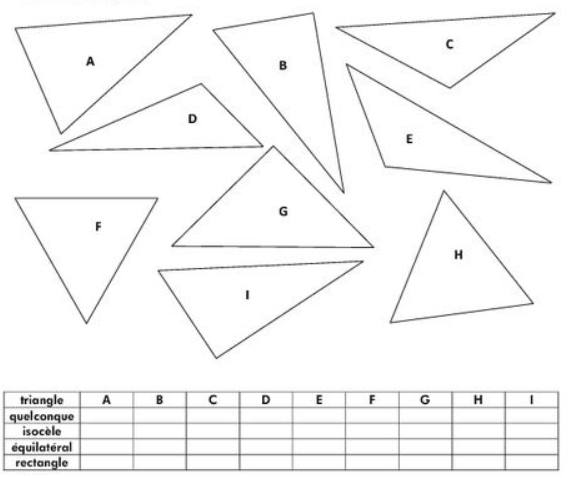 A
B
C
D
E
F
G
H
I
triangle A B C D E F G H I
quelconque
isocèle
équilatéral
rectangle